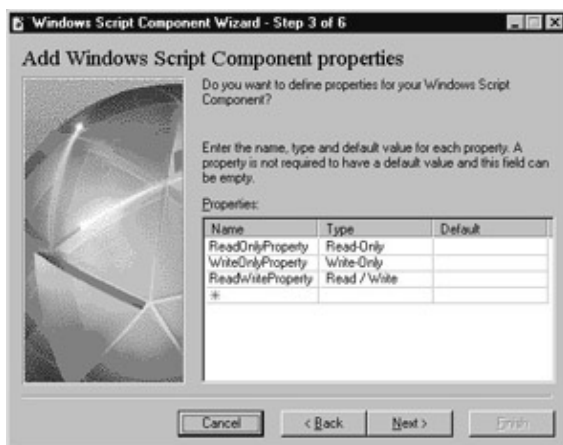 Windows Script Component Wizard - Step 3 of 6
Add Windows Script Component properties
Do you want to define properties for your Windows Script
Component?
Enter the name, type and default value for each property. A
property is not required to have a default value and this field can
be empty.
Properties:
Name Type Default
ReadOnlyProperty Read-Only
WriteOnlyProperty Write-Only
ReadWriteProperty Read / Write
*
Cancel < Back Next > Finish